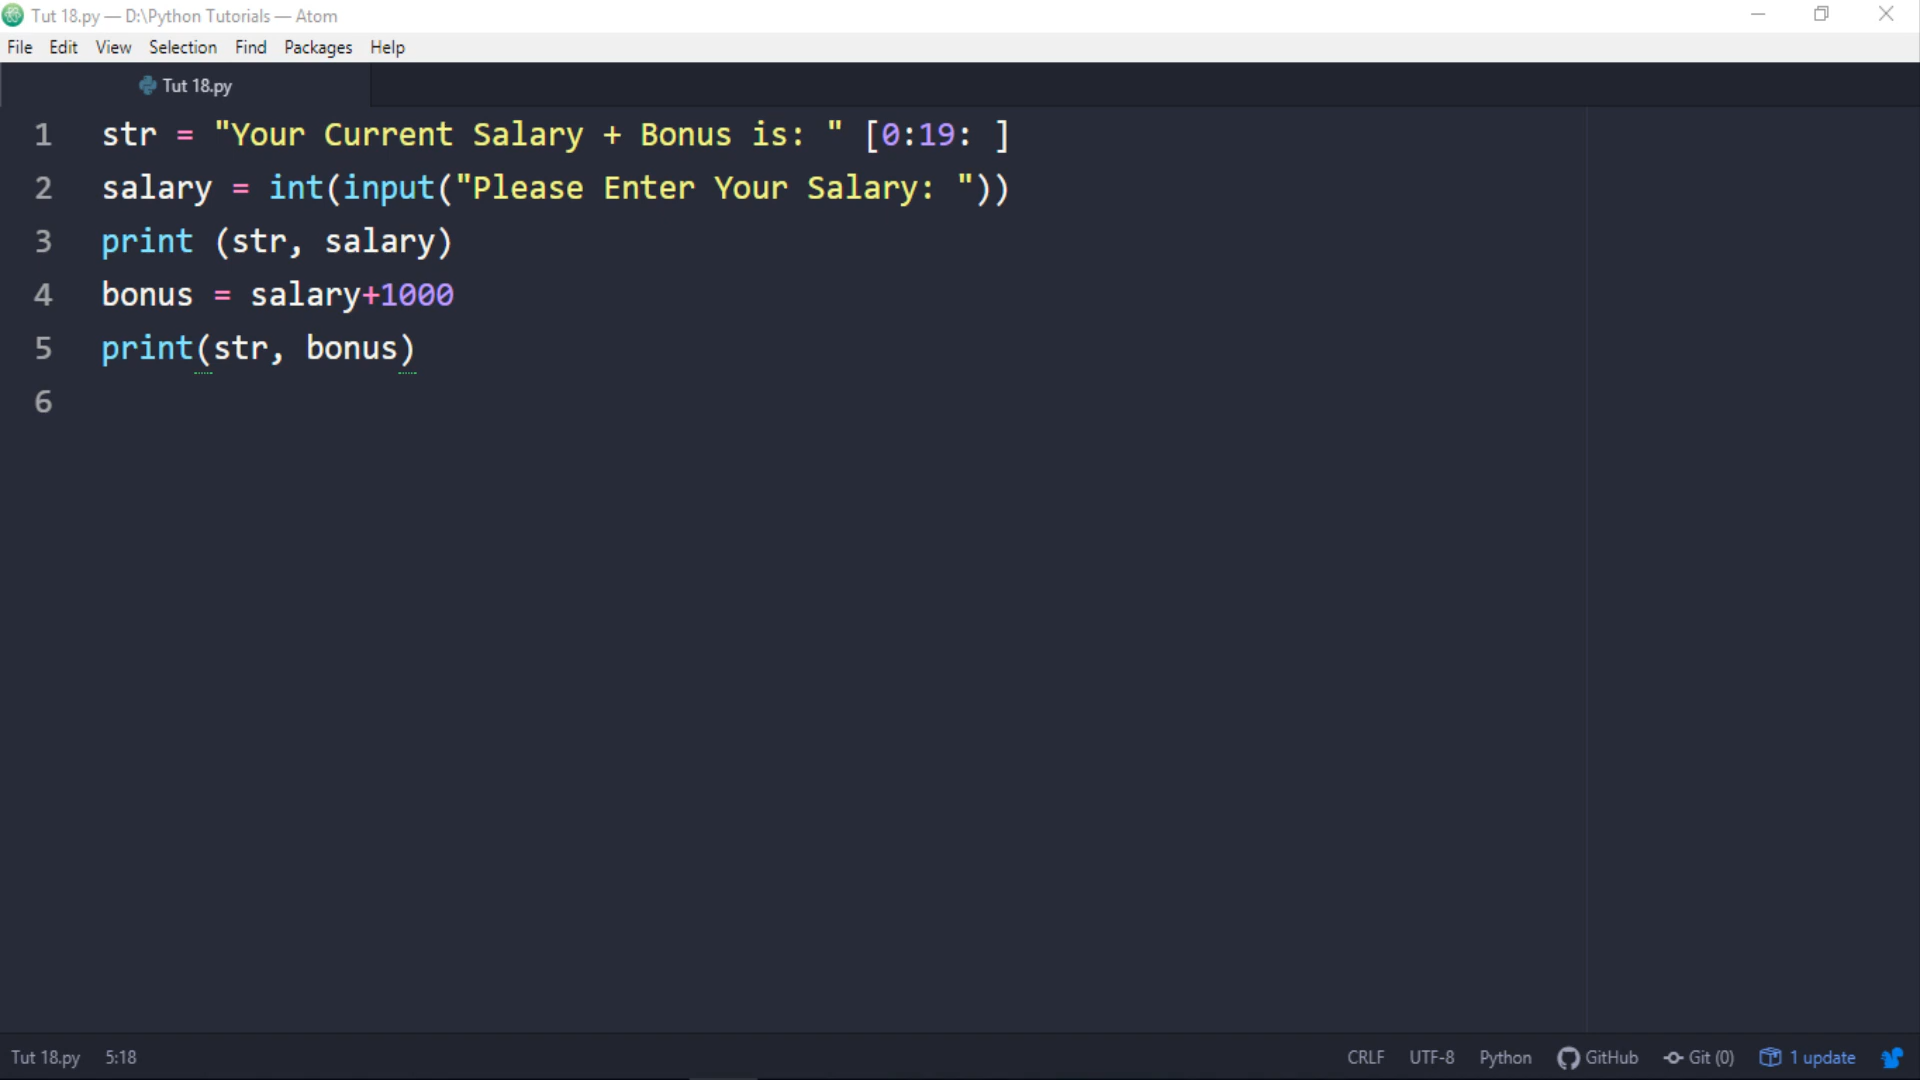 Tut 18.py — D:\Python Tutorials — Atom
File Edit View Selection Find Packages Help
Tut 18.py
1 str = "Your Current Salary + Bonus is: " [0:19: ]
2 salary = int(input("Please Enter Your Salary: "))
3 print (str, salary)
4 bonus = salary+1000
5 print(str, bonus)
6
Tut 18.py 5:18 CRLF UTF-8 Python GitHub Git (0) 1 update